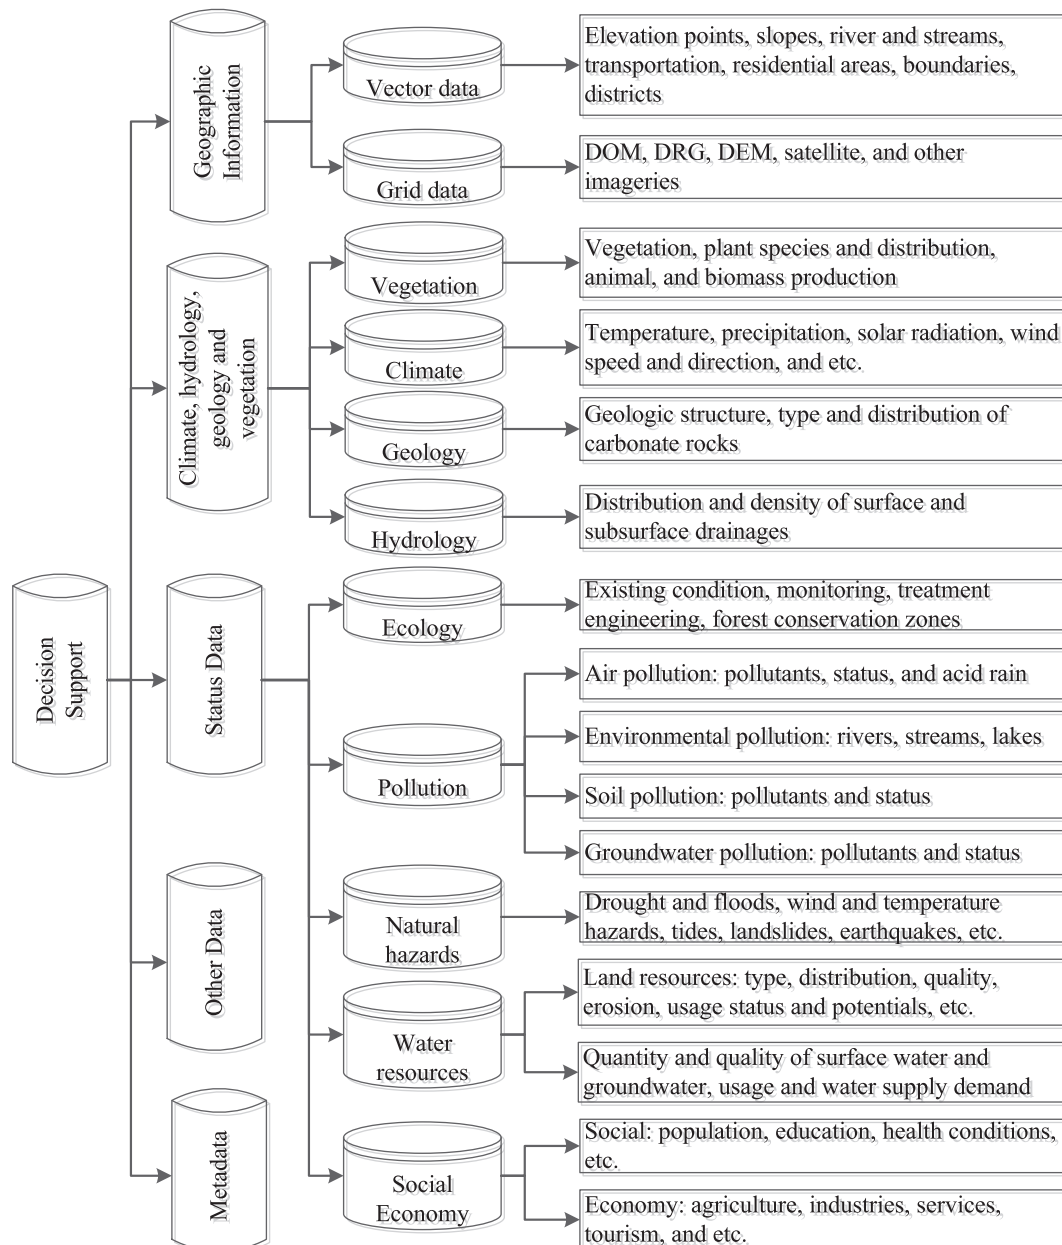 Decision
Support
Geographic
Information
Vector data
Elevation points, slopes, river and streams,
transportation, residential areas, boundaries,
districts
Grid data
DOM, DRG, DEM, satellite, and other
imageries
Climate, hydrology,
geology and
vegetation
Vegetation
Vegetation, plant species and distribution,
animal, and biomass production
Climate
Temperature, precipitation, solar radiation, wind
speed and direction, and etc.
Geology
Geologic structure, type and distribution of
carbonate rocks
Hydrology
Distribution and density of surface and
subsurface drainages
Status Data
Ecology
Existing condition, monitoring, treatment
engineering, forest conservation zones
Pollution
Air pollution: pollutants, status, and acid rain
Environmental pollution: rivers, streams, lakes
Soil pollution: pollutants and status
Groundwater pollution: pollutants and status
Natural
hazards
Drought and floods, wind and temperature
hazards, tides, landslides, earthquakes, etc.
Water
resources
Land resources: type, distribution, quality,
erosion, usage status and potentials, etc.
Quantity and quality of surface water and
groundwater, usage and water supply demand
Social
Economy
Social: population, education, health conditions,
etc.
Economy: agriculture, industries, services,
tourism, and etc.
Other Data
Metadata